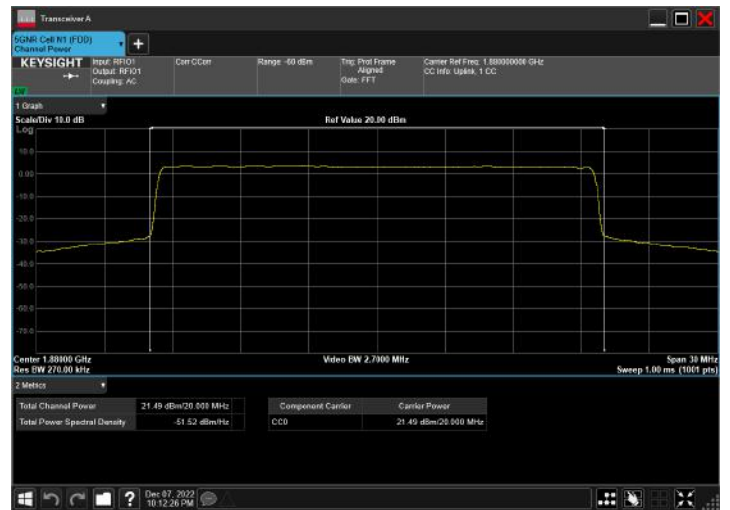 Transceiver A
5GNR Cell N1 (FDD)
Channel Power
KEYSIGHT
Input: RFIO1
Output: RFIO1
Coupling: AC
Corr CCorr
Range: -60 dBm
Trig: Prot Frame
Aligned
Gate: FFT
Carrier Ref Freq: 1.880000000 GHz
CC Info: Uplink, 1 CC
1 Graph
Scale/Div 10.0 dB
Ref Value 20.00 dBm
Log
10.0
0.00
-10.0
-20.0
-30.0
-40.0
-50.0
-60.0
-70.0
Center 1.88000 GHz
Video BW 2.7000 MHz
Span 30 MHz
Res BW 270.00 kHz
Sweep 1.00 ms (1001 pts)
2 Metrics
Total Channel Power 21.49 dBm/20.000 MHz
Total Power Spectral Density -51.52 dBm/Hz
Component Carrier Carrier Power
CC0 21.49 dBm/20.000 MHz
Dec 07, 2022
10:12:26 PM